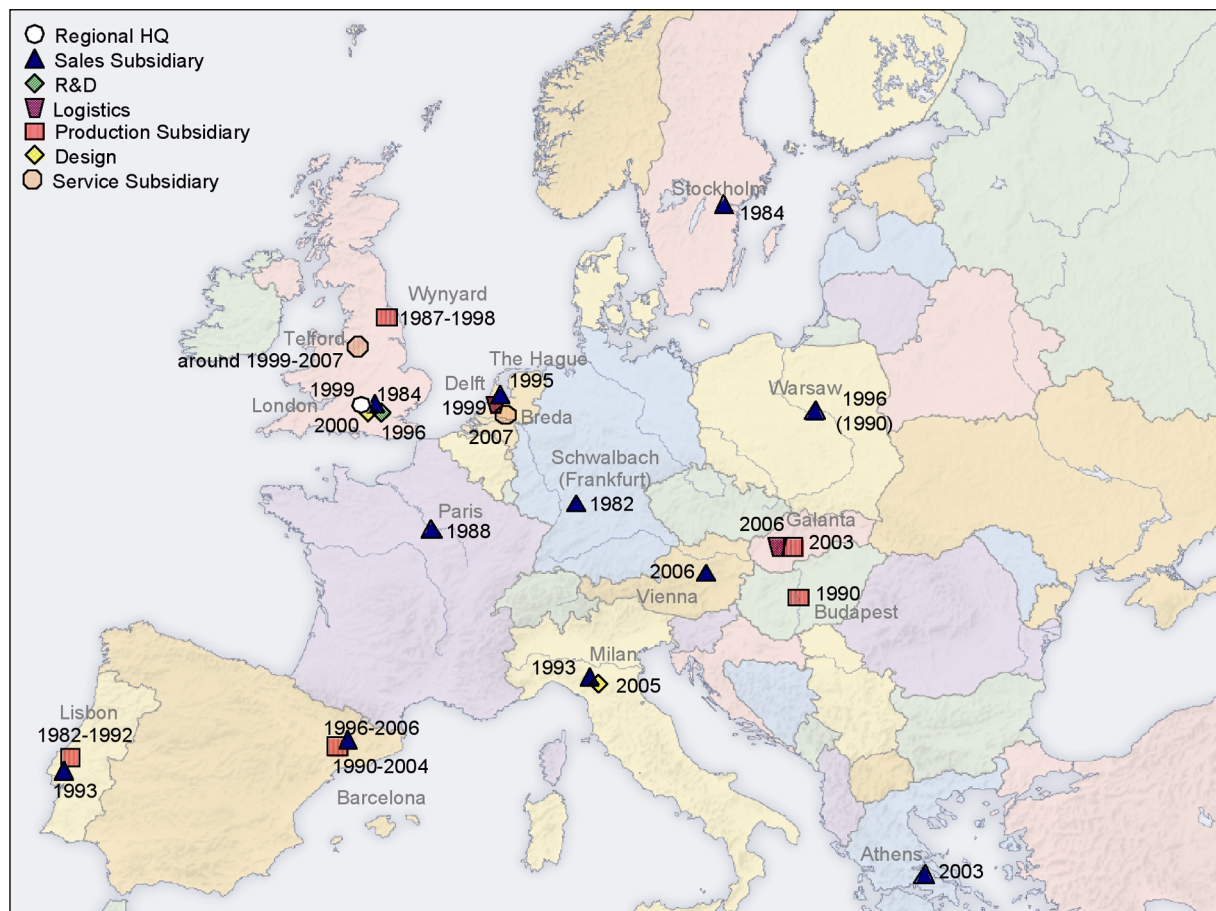 Regional HQ
Sales Subsidiary
R&D
Logistics
Production Subsidiary
Design
Service Subsidiary
Stockholm
1984
Wynyard
1987-1998
Telford
around 1999-2007
London
1999
1984
2000
1996
The Hague
1995
Delft
1999
Breda
2007
Warsaw
1996
(1990)
Schwalbach
(Frankfurt)
1982
Paris
1988
2006
Galanta
2003
2006
Vienna
1990
Budapest
Milan
1993
2005
Lisbon
1982-1992
1993
1996-2006
1990-2004
Barcelona
Athens
2003